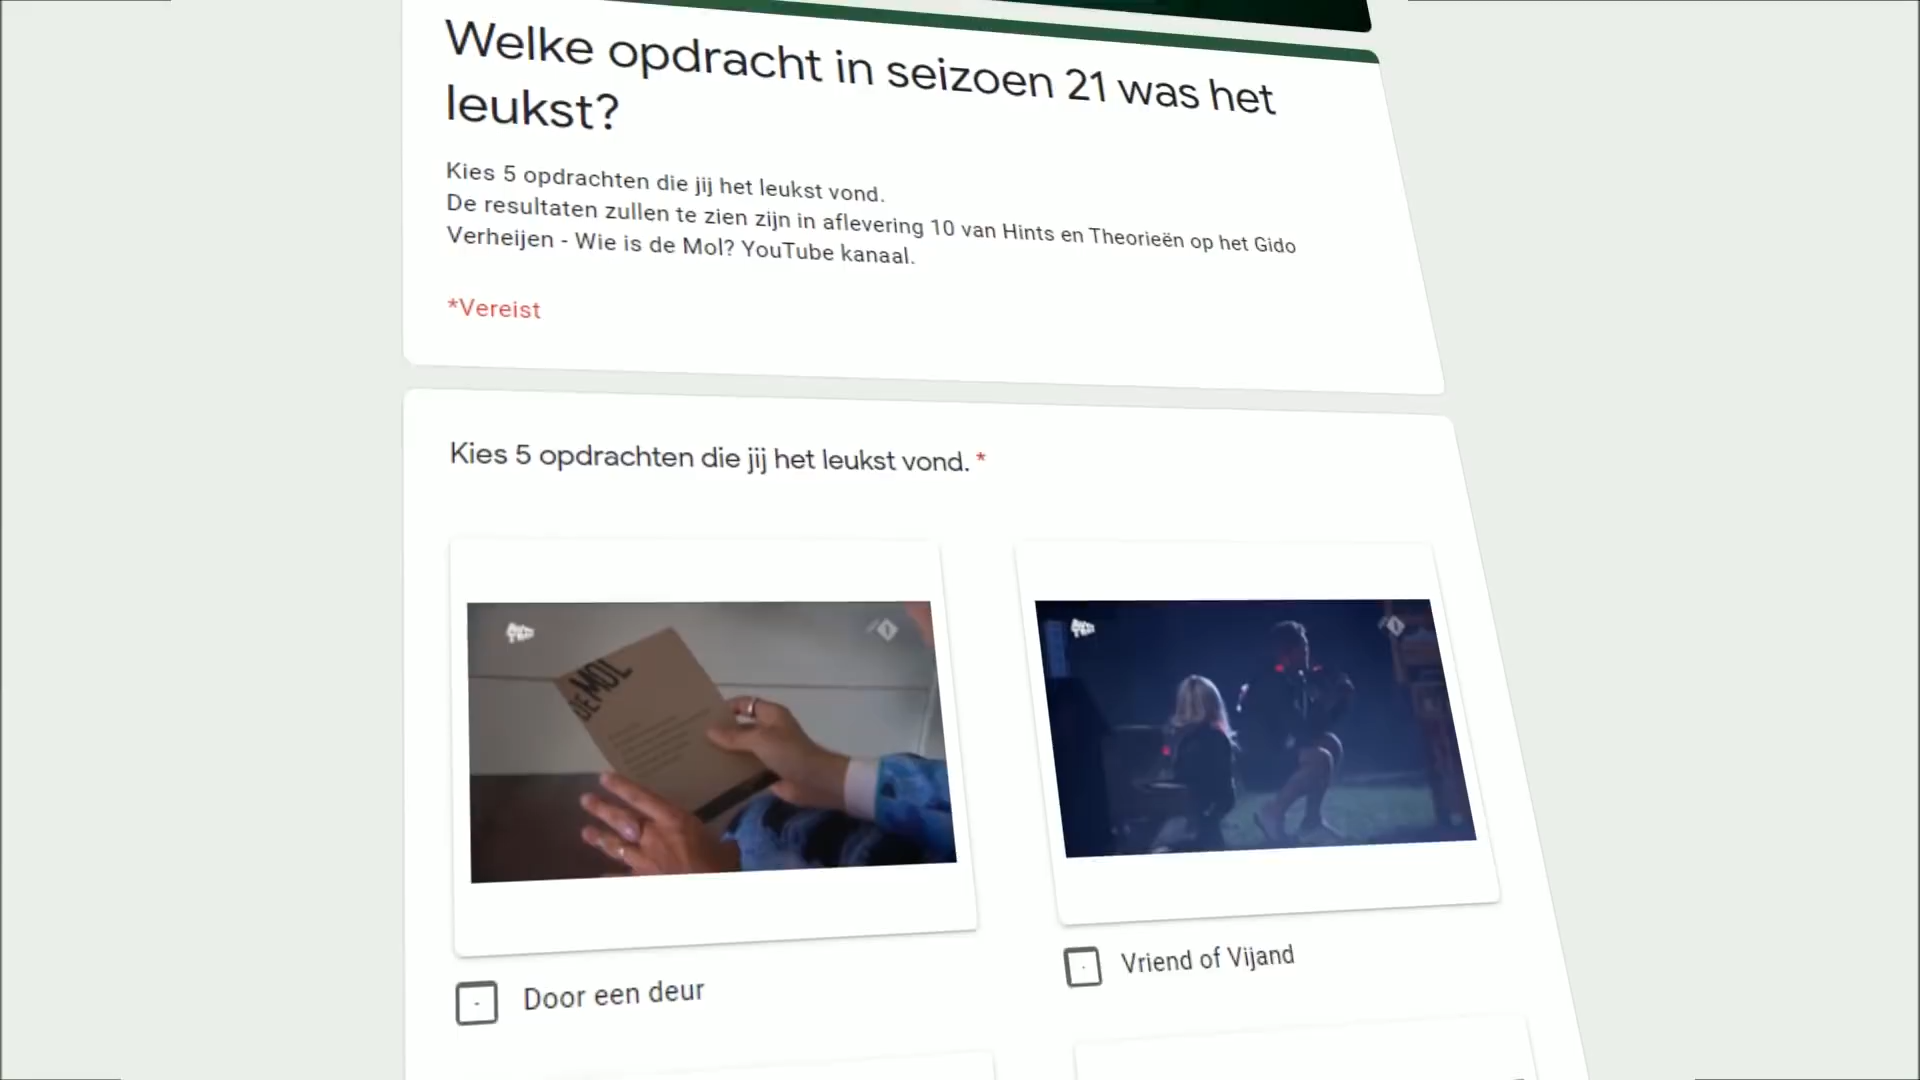 Welke opdracht in seizoen 21 was het
leukst?
Kies 5 opdrachten die jij het leukst vond.
De resultaten zullen te zien zijn in aflevering 10 van Hints en Theorieën op het Gido
Verheijen - Wie is de Mol? YouTube kanaal.
*Vereist
Kies 5 opdrachten die jij het leukst vond. *
DE MOL
Door een deur
Vriend of Vijand